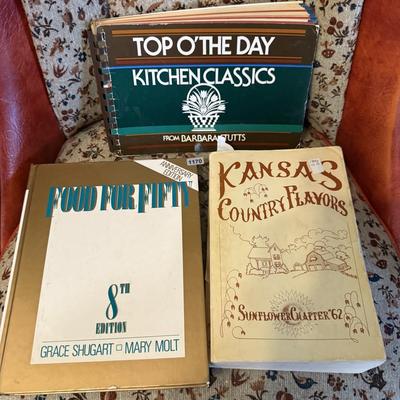 TOP O'THE DAY
KITCHEN CLASSICS
FROM BARBARA STUTTS
1170
FOOD FOR FIFTY
ANNIVERSARY
EDITION
8TH
EDITION
GRACE SHUGART □ MARY MOLT
KANSAS
COUNTRY FLAVORS
SUNFLOWER CHAPTER '62